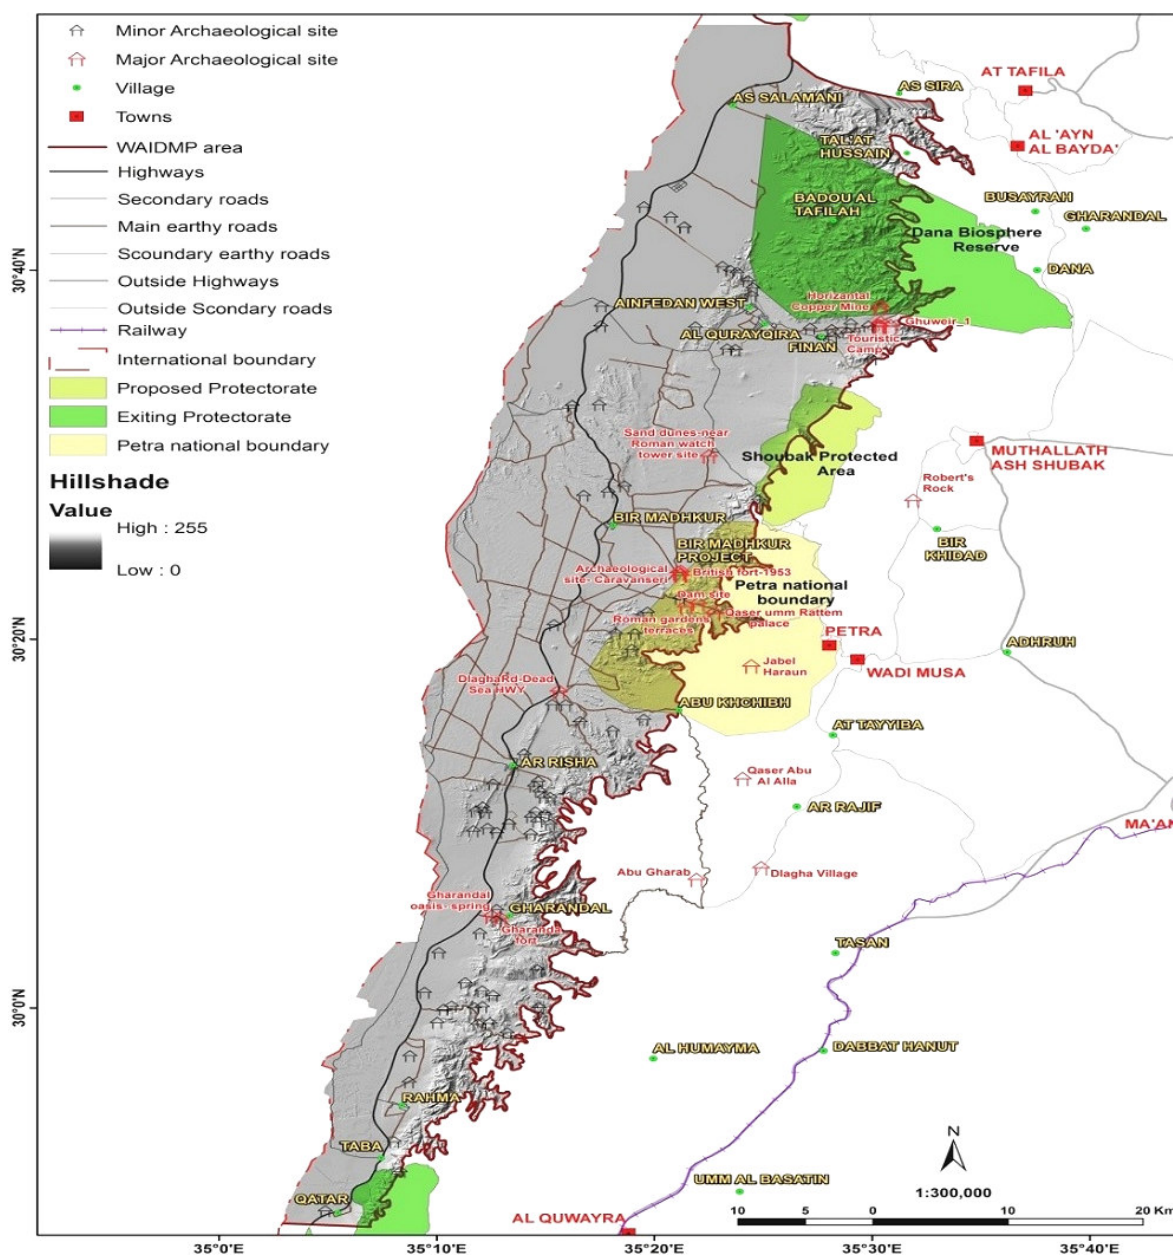 Minor Archaeological site
Major Archaeological site
Village
Towns
WAIDMP area
Highways
Secondary roads
Main earthy roads
Scoundary earthy roads
Outside Highways
Outside Scondary roads
Railway
International boundary
Proposed Protectorate
Exiting Protectorate
Petra national boundary
Hillshade
Value
High : 255
Low : 0
AS SALAMANI
AS SIRA
AT TAFILA
TAL'AT
HUSSAIN
AL 'AYN
AL BAYDA'
BADOU AL
TAFILAH
BUSAYRAH
GHARANDAL
Dana Biosphere
Reserve
DANA
30°40'N
AINFEDAN WEST
Horizantal
Copper Mine
Ghuweir_1
AL QURAYQIRA
FINAN
Touristic
Camp
Sand dunes-near
Roman watch
tower site
Shoubak Protected
Area
MUTHALLATH
ASH SHUBAK
Robert's
Rock
BIR MADHKUR
BIR
KHIDAD
BIR MADHKUR
PROJECT
Archaeological
site- Caravanseri
British fort-1953
Petra national
boundary
Dam site
Roman gardens
terraces
Qaser umm Rattem
palace
30°20'N
PETRA
WADI MUSA
ADHRUH
Jabel
Haraun
DlaghaRd-Dead
Sea HWY
ABU KHCHIBH
AT TAYYIBA
AR RISHA
Qaser Abu
Al Alla
AR RAJIF
MA'AN
Abu Gharab
Dlagha Village
Gharandal
oasis- spring
GHARANDAL
Gharanda
fort
TASAN
30°0'N
AL HUMAYMA
DABBAT HANUT
RAHMA
TABA
QATAR
UMM AL BASATIN
AL QUWAYRA
N
1:300,000
10 5 0 10 20 Km
35°0'E 35°10'E 35°20'E 35°30'E 35°40'E